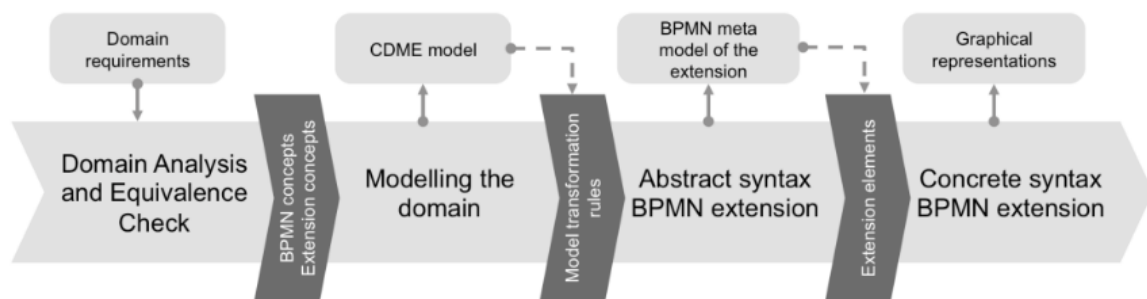 Domain
requirements
CDME model
BPMN meta
model of the
extension
Graphical
representations
Domain Analysis
and Equivalence
Check
BPMN concepts
Extension concepts
Modelling the
domain
Model transformation
rules
Abstract syntax
BPMN extension
Extension elements
Concrete syntax
BPMN extension